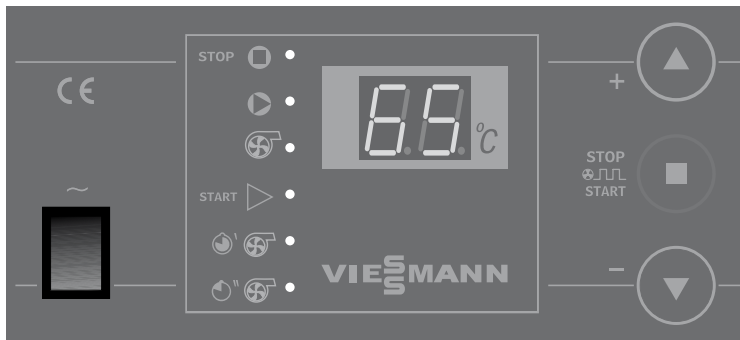 STOP
CE
65 °C
+
STOP
START
START
VIESSMANN
−